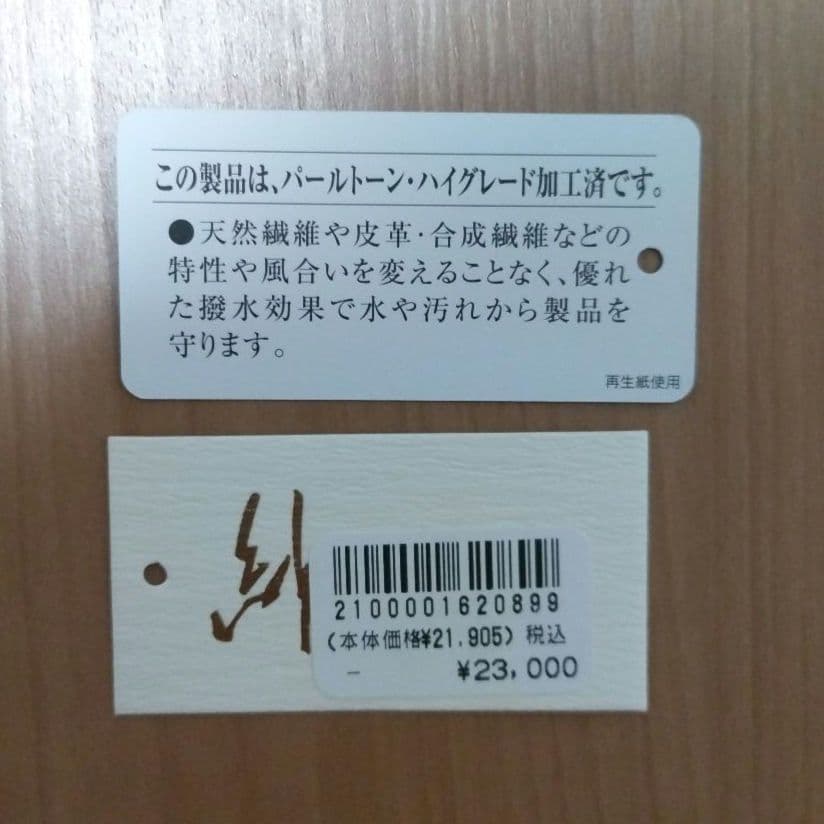 この製品は、パールトーン・ハイグレード加工済です。
●天然繊維や皮革・合成繊維などの
特性や風合いを変えることなく、優れ
た撥水効果で水や汚れから製品を
守ります。
再生紙使用
2100001620899
(本体価格¥21,905) 税込
－ ¥23,000